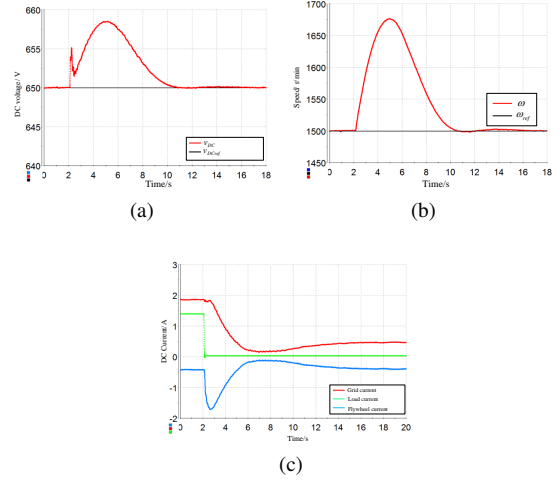 660
655
650
645
640
DC voltage/ V
v_DC
v_DCref
0 2 4 6 8 10 12 14 16 18
Time/s
(a)
1700
1600
1500
1450
Speed/ r/min
ω
ω_ref
0 2 4 6 8 10 12 14 16 18
Time/s
(b)
3
2
1
0
-1
-2
DC Current/A
Grid current
Load current
Flywheel current
0 2 4 6 8 10 12 14 16 18 20
Time/s
(c)